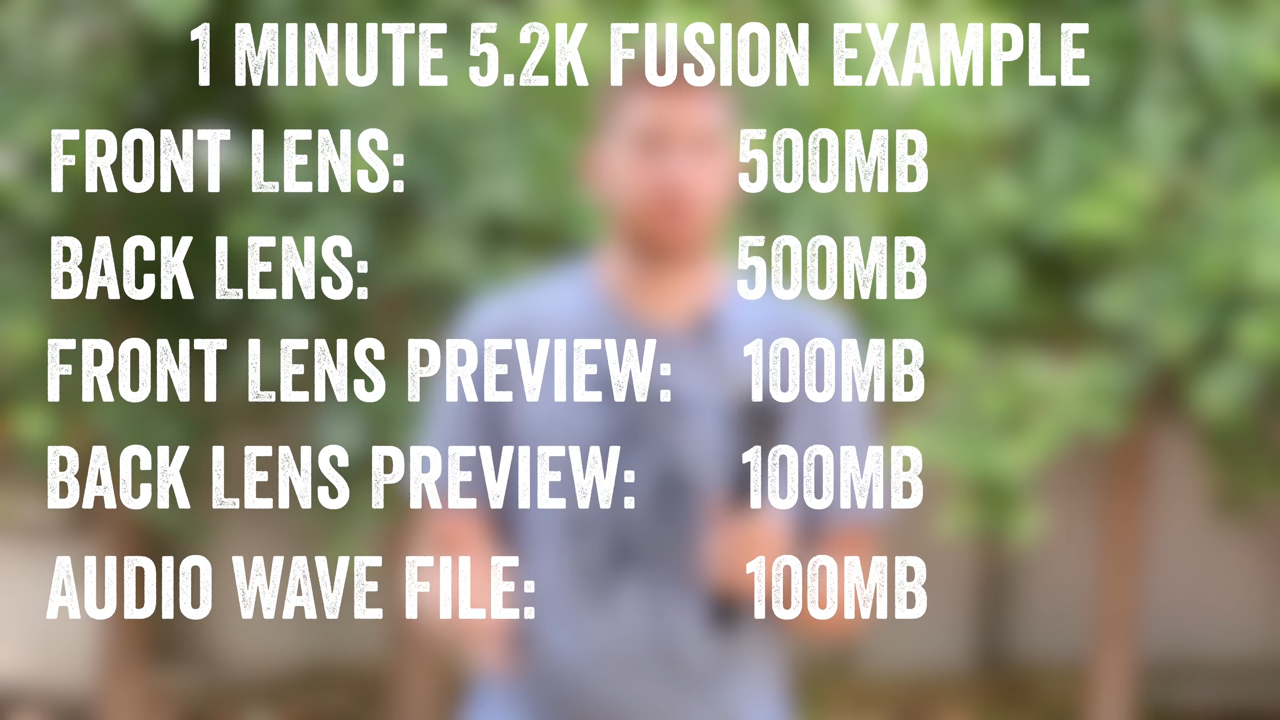 1 MINUTE 5.2K FUSION EXAMPLE
FRONT LENS: 500MB
BACK LENS: 500MB
FRONT LENS PREVIEW: 100MB
BACK LENS PREVIEW: 100MB
AUDIO WAVE FILE: 100MB